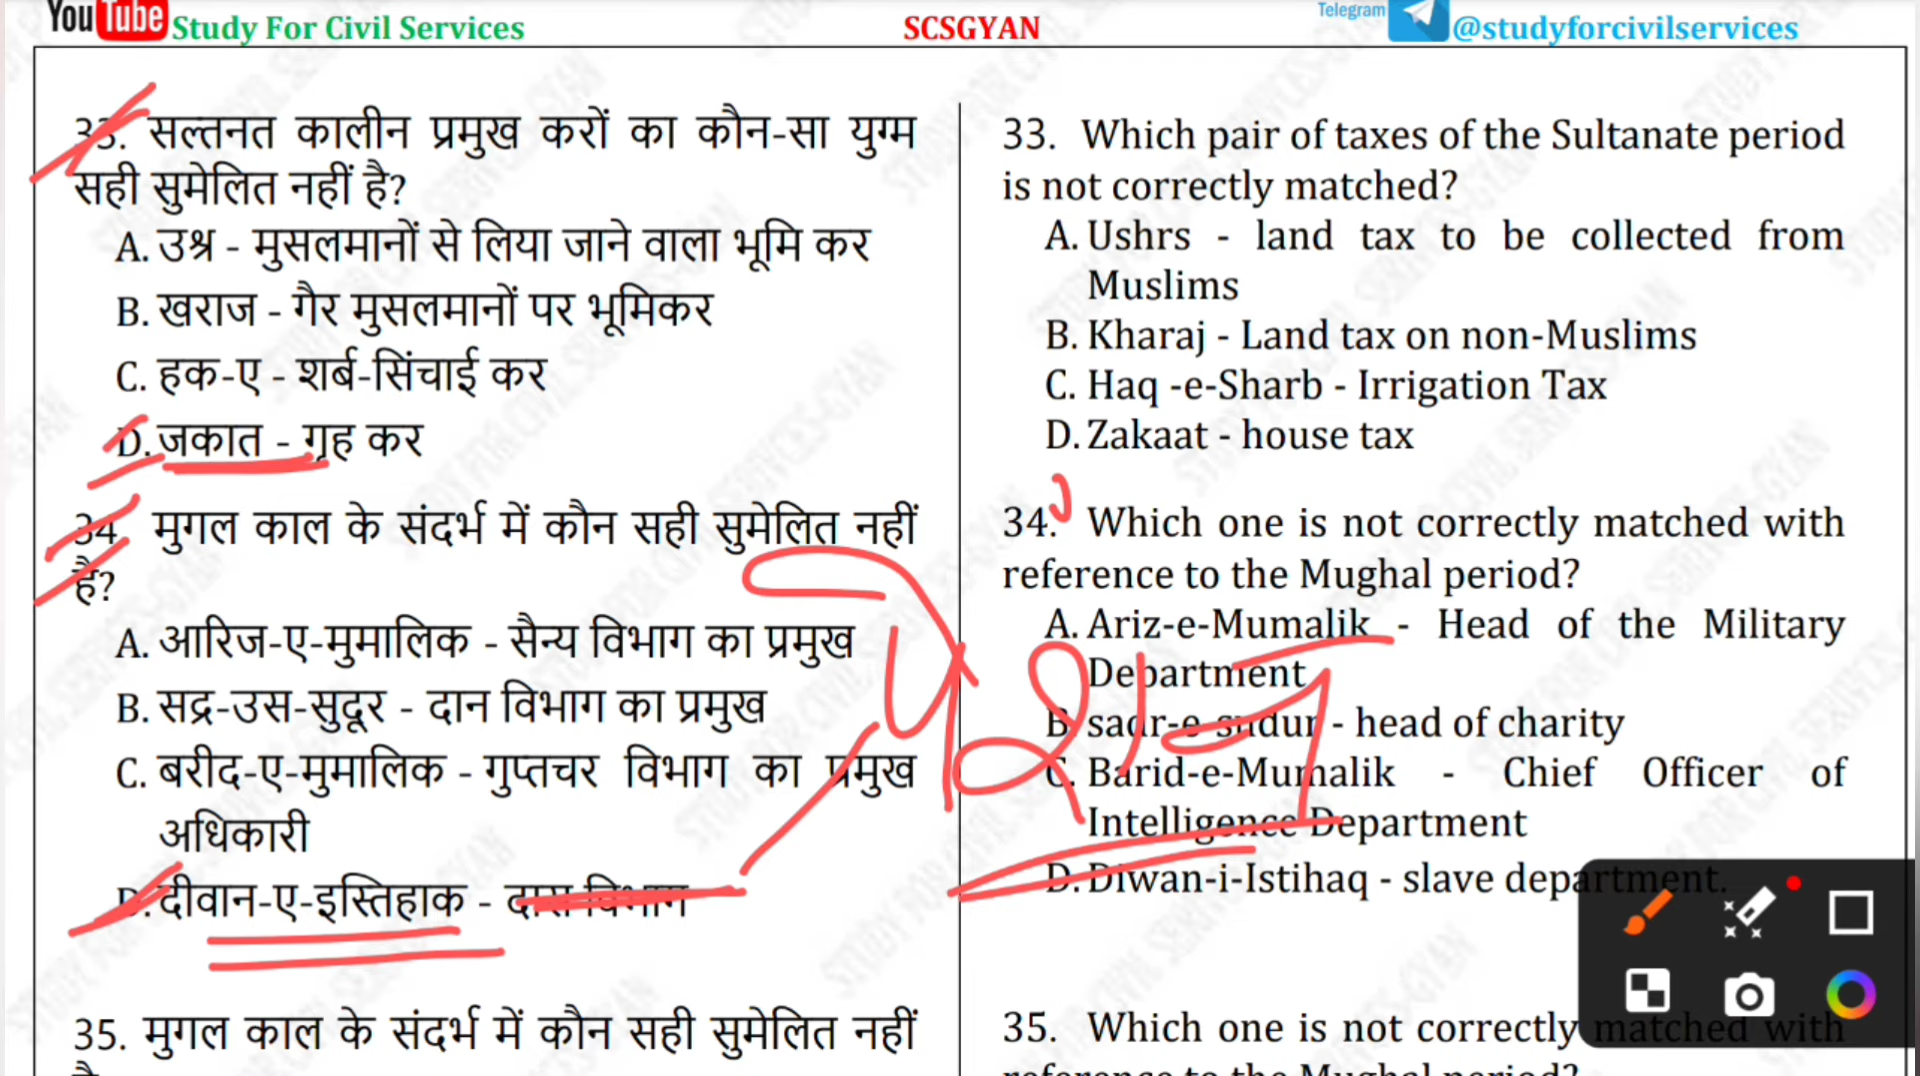 YouTube Study For Civil Services
SCSGYAN
Telegram @studyforcivilservices
33. सल्तनत कालीन प्रमुख करों का कौन-सा युग्म
सही सुमेलित नहीं है?
A. उश्र - मुसलमानों से लिया जाने वाला भूमि कर
B. खराज - गैर मुसलमानों पर भूमिकर
C. हक-ए - शर्ब-सिंचाई कर
D. जकात - गृह कर
34. मुगल काल के संदर्भ में कौन सही सुमेलित नहीं
है?
A. आरिज-ए-मुमालिक - सैन्य विभाग का प्रमुख
B. सद्र-उस-सुदूर - दान विभाग का प्रमुख
C. बरीद-ए-मुमालिक - गुप्तचर विभाग का प्रमुख
अधिकारी
D. दीवान-ए-इस्तिहाक - दास विभाग
35. मुगल काल के संदर्भ में कौन सही सुमेलित नहीं
33. Which pair of taxes of the Sultanate period
is not correctly matched?
A. Ushrs - land tax to be collected from
Muslims
B. Kharaj - Land tax on non-Muslims
C. Haq -e-Sharb - Irrigation Tax
D. Zakaat - house tax
34. Which one is not correctly matched with
reference to the Mughal period?
A. Ariz-e-Mumalik - Head of the Military
Department
B. sadr-e-sudur - head of charity
C. Barid-e-Mumalik - Chief Officer of
Intelligence Department
D. Diwan-i-Istihaq - slave department.
35. Which one is not correctly matched with
reference to the Mughal period?